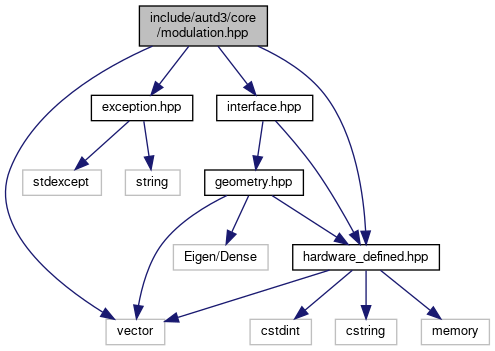 include/autd3/core
/modulation.hpp
exception.hpp
interface.hpp
stdexcept
string
geometry.hpp
Eigen/Dense
hardware_defined.hpp
vector
cstdint
cstring
memory